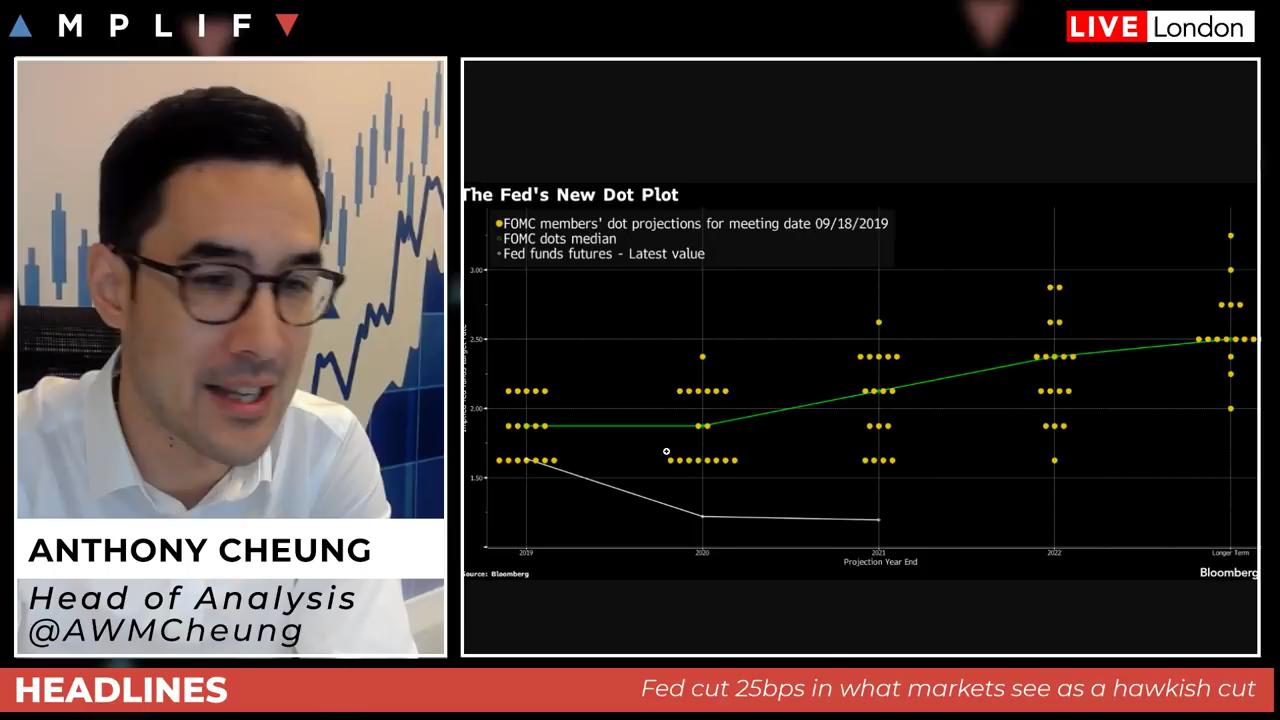 AMPLIFY
LIVE London
The Fed's New Dot Plot
FOMC members' dot projections for meeting date 09/18/2019
FOMC dots median
Fed funds futures - Latest value
3.00
2.50
2.00
1.50
2019
2020
2021
2022
Longer Term
Projection Year End
Source: Bloomberg
Bloomberg
ANTHONY CHEUNG
Head of Analysis
@AWMCheung
HEADLINES
Fed cut 25bps in what markets see as a hawkish cut